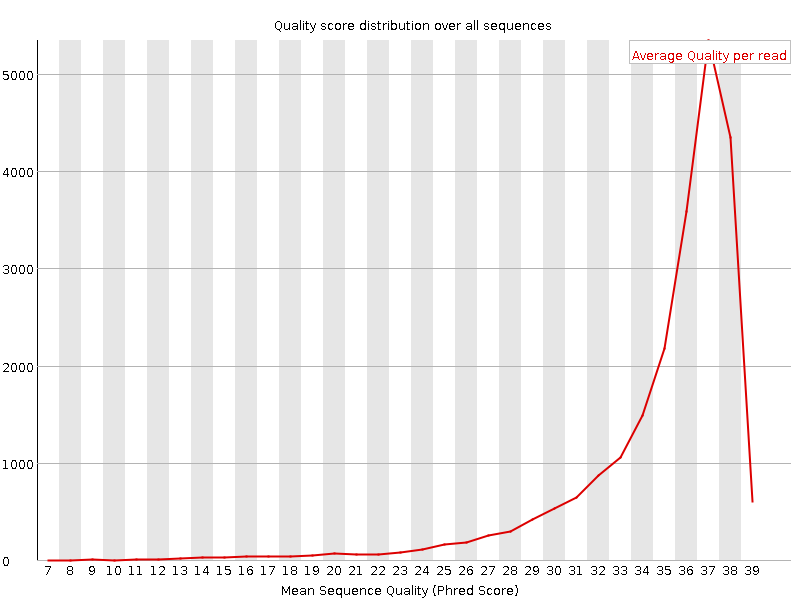 Quality score distribution over all sequences
Average Quality per read
5000
4000
3000
2000
1000
0
7 8 9 10 11 12 13 14 15 16 17 18 19 20 21 22 23 24 25 26 27 28 29 30 31 32 33 34 35 36 37 38 39
Mean Sequence Quality (Phred Score)